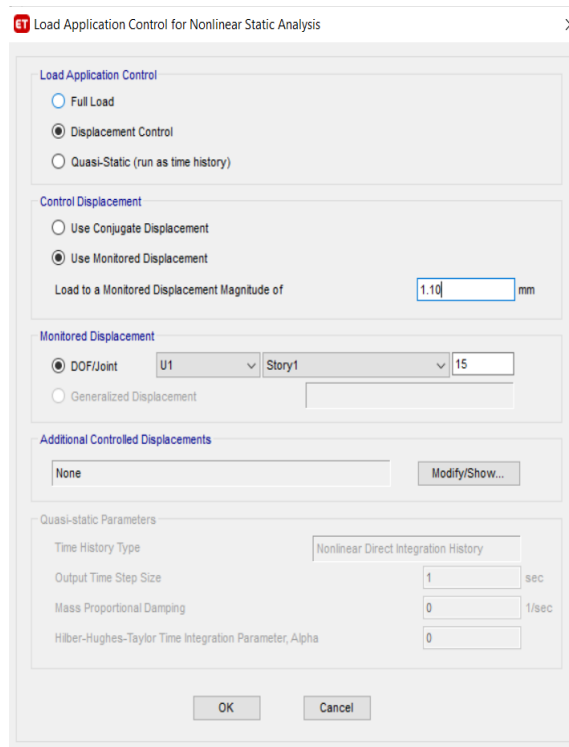 ET Load Application Control for Nonlinear Static Analysis
Load Application Control
Full Load
Displacement Control
Quasi-Static (run as time history)
Control Displacement
Use Conjugate Displacement
Use Monitored Displacement
Load to a Monitored Displacement Magnitude of 1.10 mm
Monitored Displacement
DOF/Joint U1 Story1 15
Generalized Displacement
Additional Controlled Displacements
None Modify/Show...
Quasi-static Parameters
Time History Type Nonlinear Direct Integration History
Output Time Step Size 1 sec
Mass Proportional Damping 0 1/sec
Hilber-Hughes-Taylor Time Integration Parameter, Alpha 0
OK Cancel